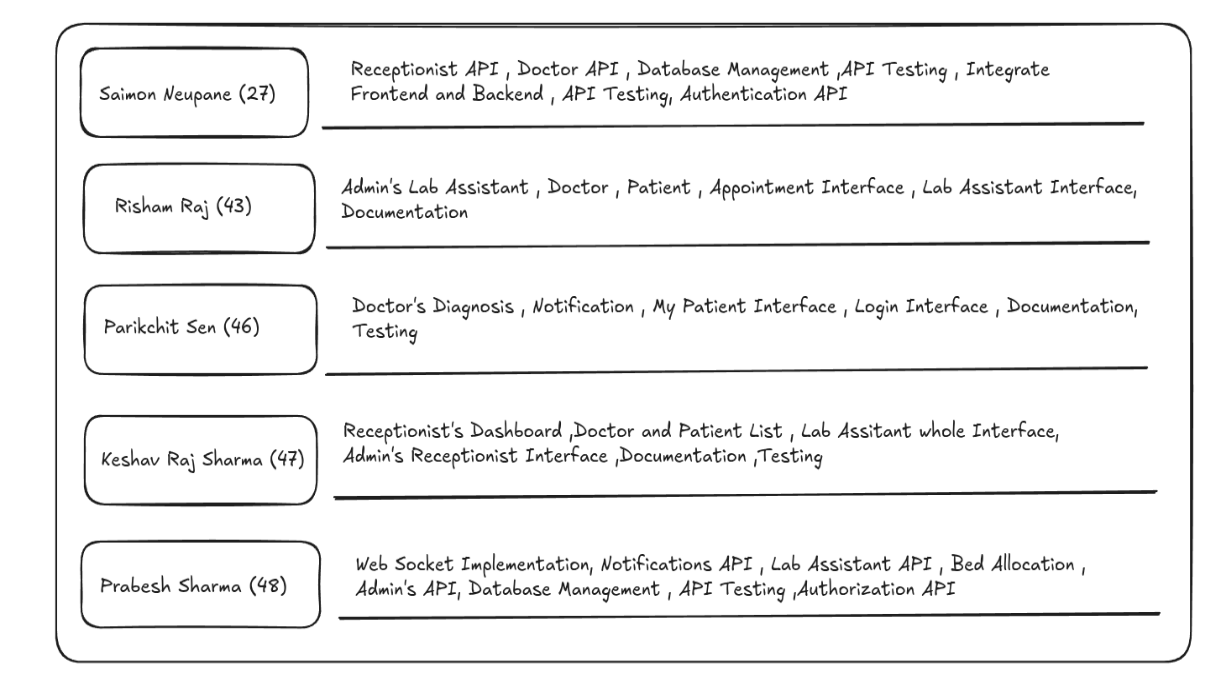 Saimon Neupane (27)
Receptionist API , Doctor API , Database Management ,API Testing , Integrate
Frontend and Backend , API Testing, Authentication API
Risham Raj (43)
Admin's Lab Assistant , Doctor , Patient , Appointment Interface , Lab Assistant Interface,
Documentation
Parikchit Sen (46)
Doctor's Diagnosis , Notification , My Patient Interface , Login Interface , Documentation,
Testing
Keshav Raj Sharma (47)
Receptionist's Dashboard ,Doctor and Patient List , Lab Assitant whole Interface,
Admin's Receptionist Interface ,Documentation ,Testing
Prabesh Sharma (48)
Web Socket Implementation, Notifications API , Lab Assistant API , Bed Allocation ,
Admin's API, Database Management , API Testing ,Authorization API